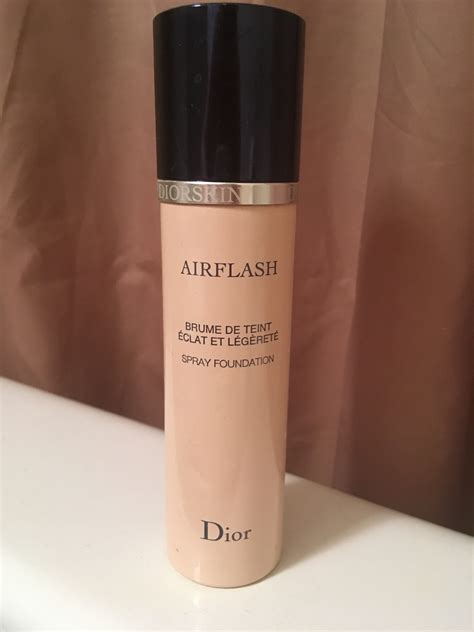 DIORSKIN
AIRFLASH
BRUME DE TEINT
ÉCLAT ET LÉGÈRETÉ
SPRAY FOUNDATION
Dior